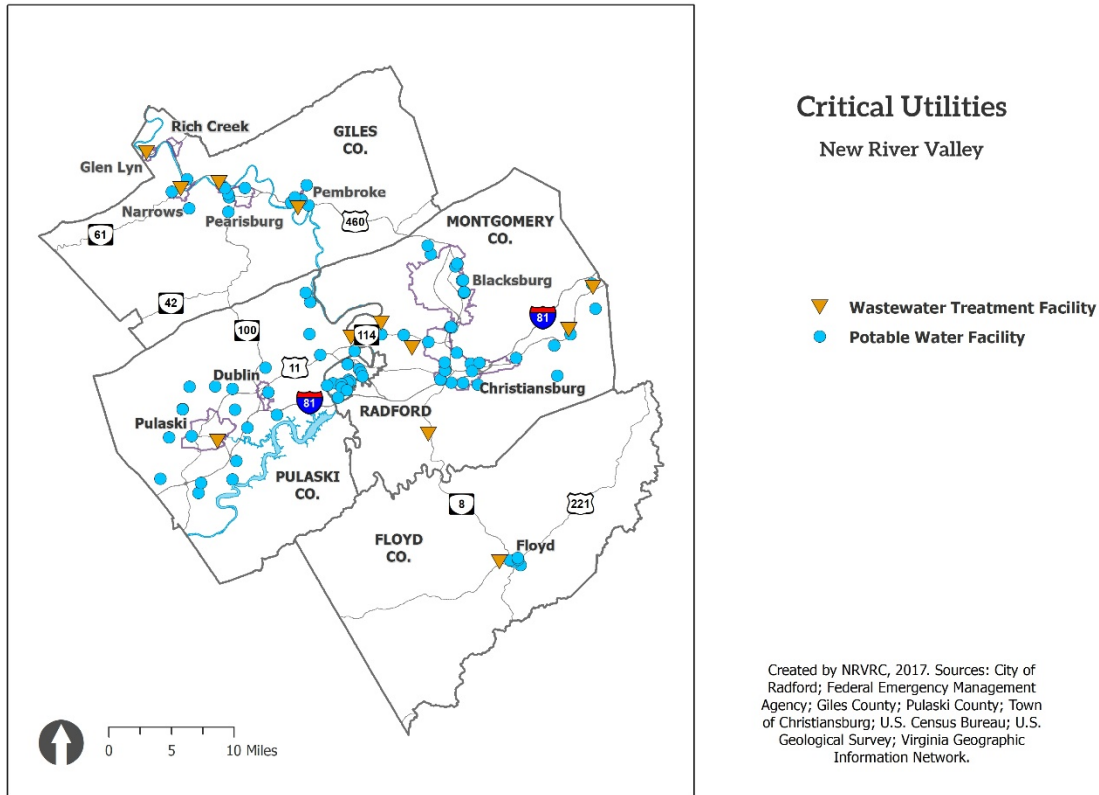 Critical Utilities
New River Valley
Rich Creek
GILES
CO.
Glen Lyn
Narrows
Pearisburg
Pembroke
460
61
MONTGOMERY
CO.
Blacksburg
42
100
81
114
11
Dublin
81
Christiansburg
RADFORD
Pulaski
PULASKI
CO.
8
221
FLOYD
CO.
Floyd
0 5 10 Miles
Wastewater Treatment Facility
Potable Water Facility
Created by NRVRC, 2017. Sources: City of
Radford; Federal Emergency Management
Agency; Giles County; Pulaski County; Town
of Christiansburg; U.S. Census Bureau; U.S.
Geological Survey; Virginia Geographic
Information Network.